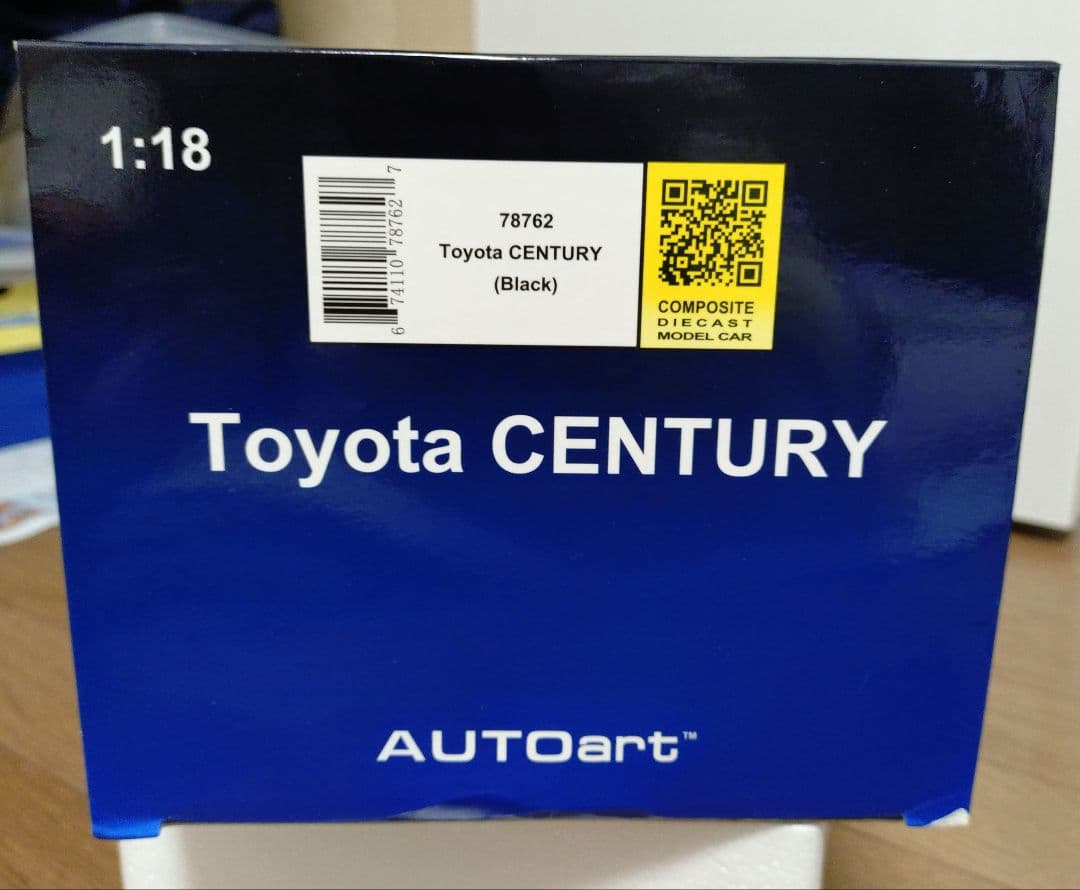 1:18
6 74110 78762 7
78762
Toyota CENTURY
(Black)
COMPOSITE
DIECAST
MODEL CAR
Toyota CENTURY
AUTOart™